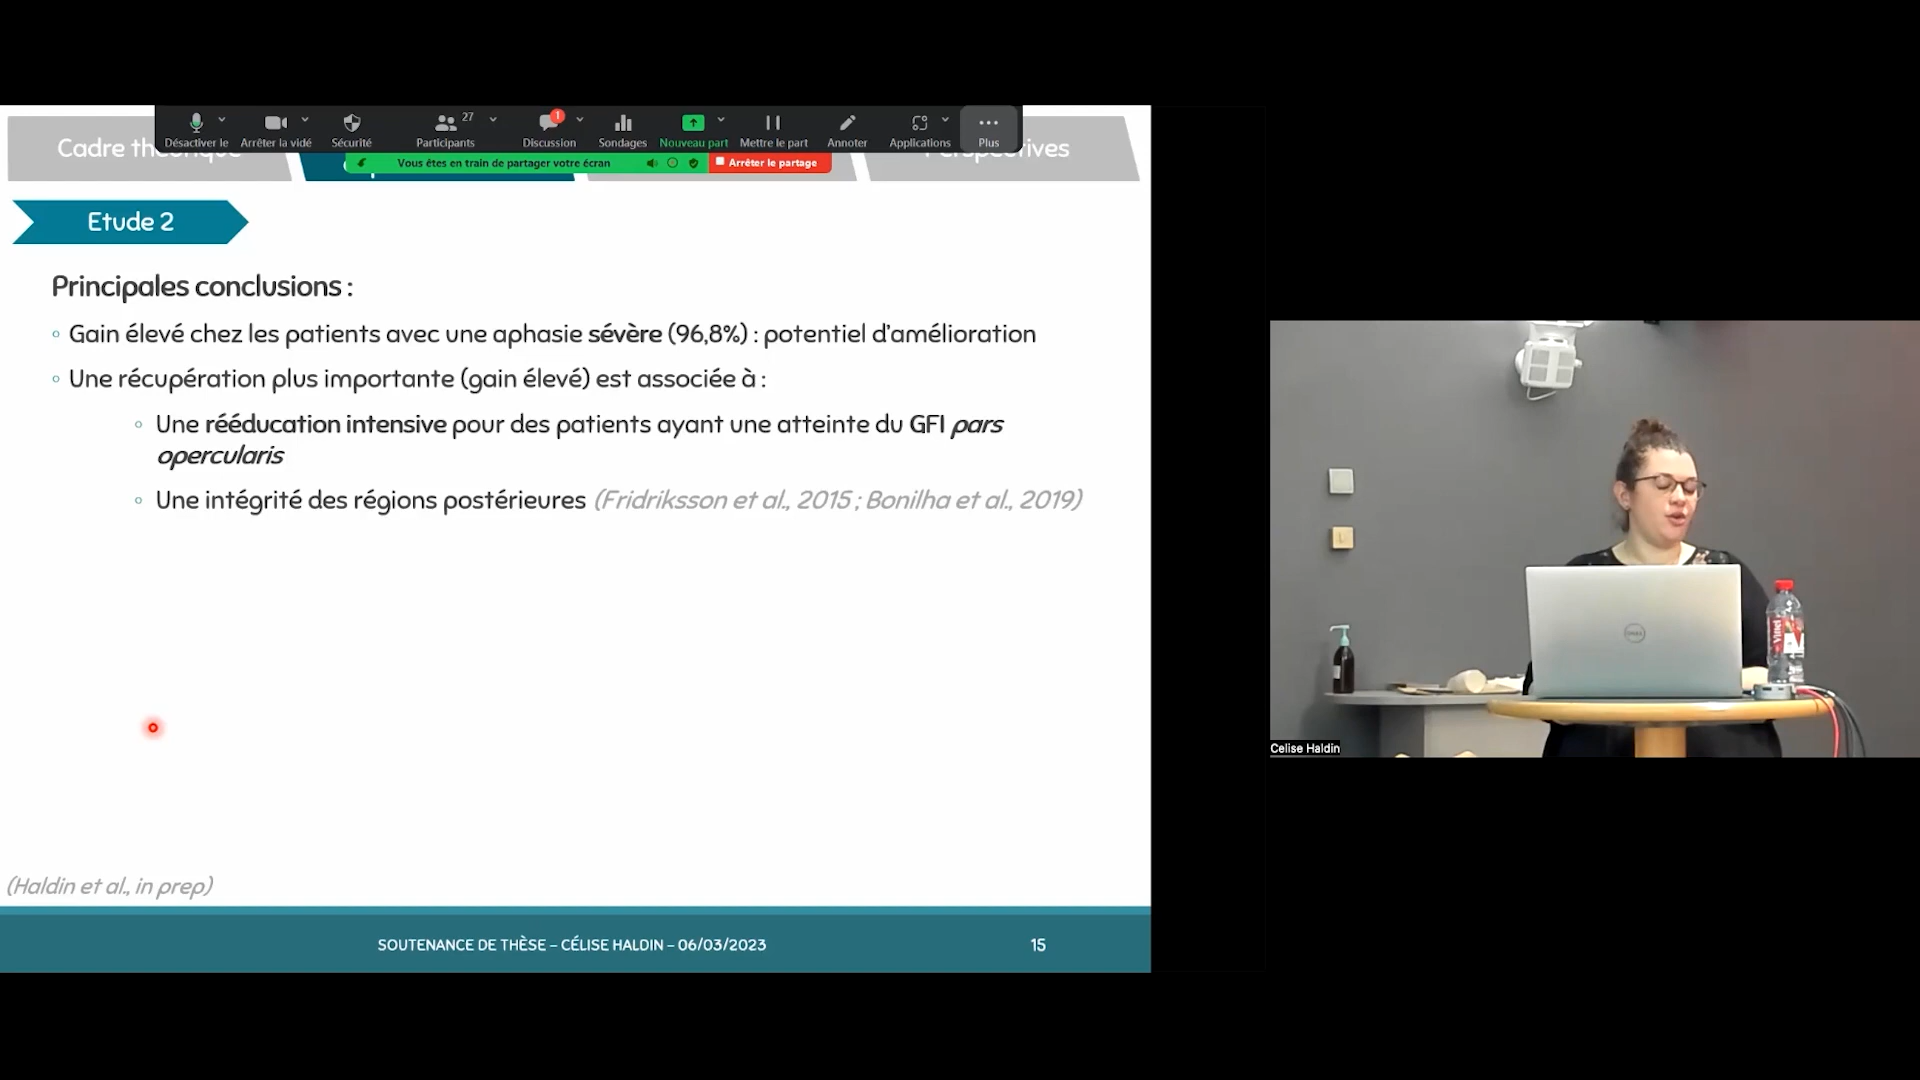 Désactiver le
Arrêter la vidé
Sécurité
27
Participants
1
Discussion
Sondages
Nouveau part
Mettre le part
Annoter
Applications
Plus
Vous êtes en train de partager votre écran
Arrêter le partage
Cadre théorique
Perspectives
Etude 2
Principales conclusions :
Gain élevé chez les patients avec une aphasie sévère (96,8%) : potentiel d'amélioration
Une récupération plus importante (gain élevé) est associée à :
Une rééducation intensive pour des patients ayant une atteinte du GFI pars
opercularis
Une intégrité des régions postérieures (Fridriksson et al., 2015 ; Bonilha et al., 2019)
(Haldin et al., in prep)
SOUTENANCE DE THÈSE – CÉLISE HALDIN – 06/03/2023
15
DELL
Vittel
Celise Haldin